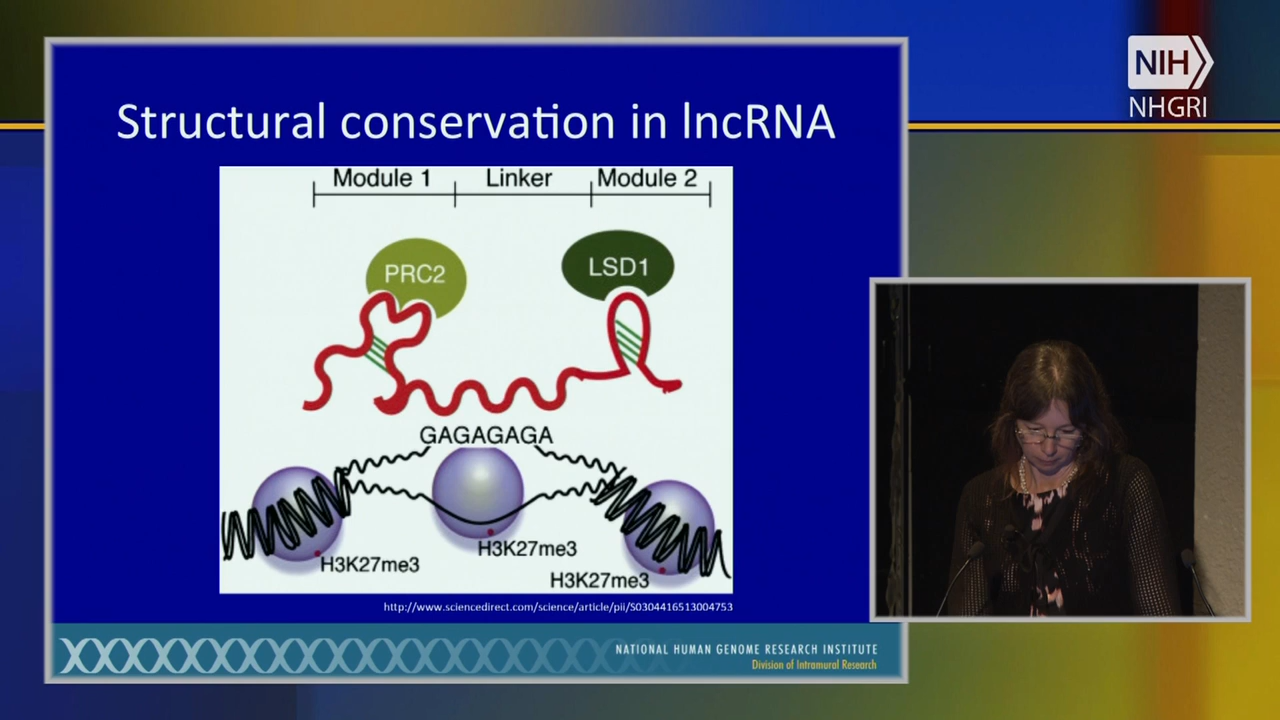 NIH
NHGRI
Structural conservation in lncRNA
Module 1 Linker Module 2
PRC2
LSD1
GAGAGAGA
H3K27me3
H3K27me3
H3K27me3
http://www.sciencedirect.com/science/article/pii/S0304416513004753
NATIONAL HUMAN GENOME RESEARCH INSTITUTE
Division of Intramural Research